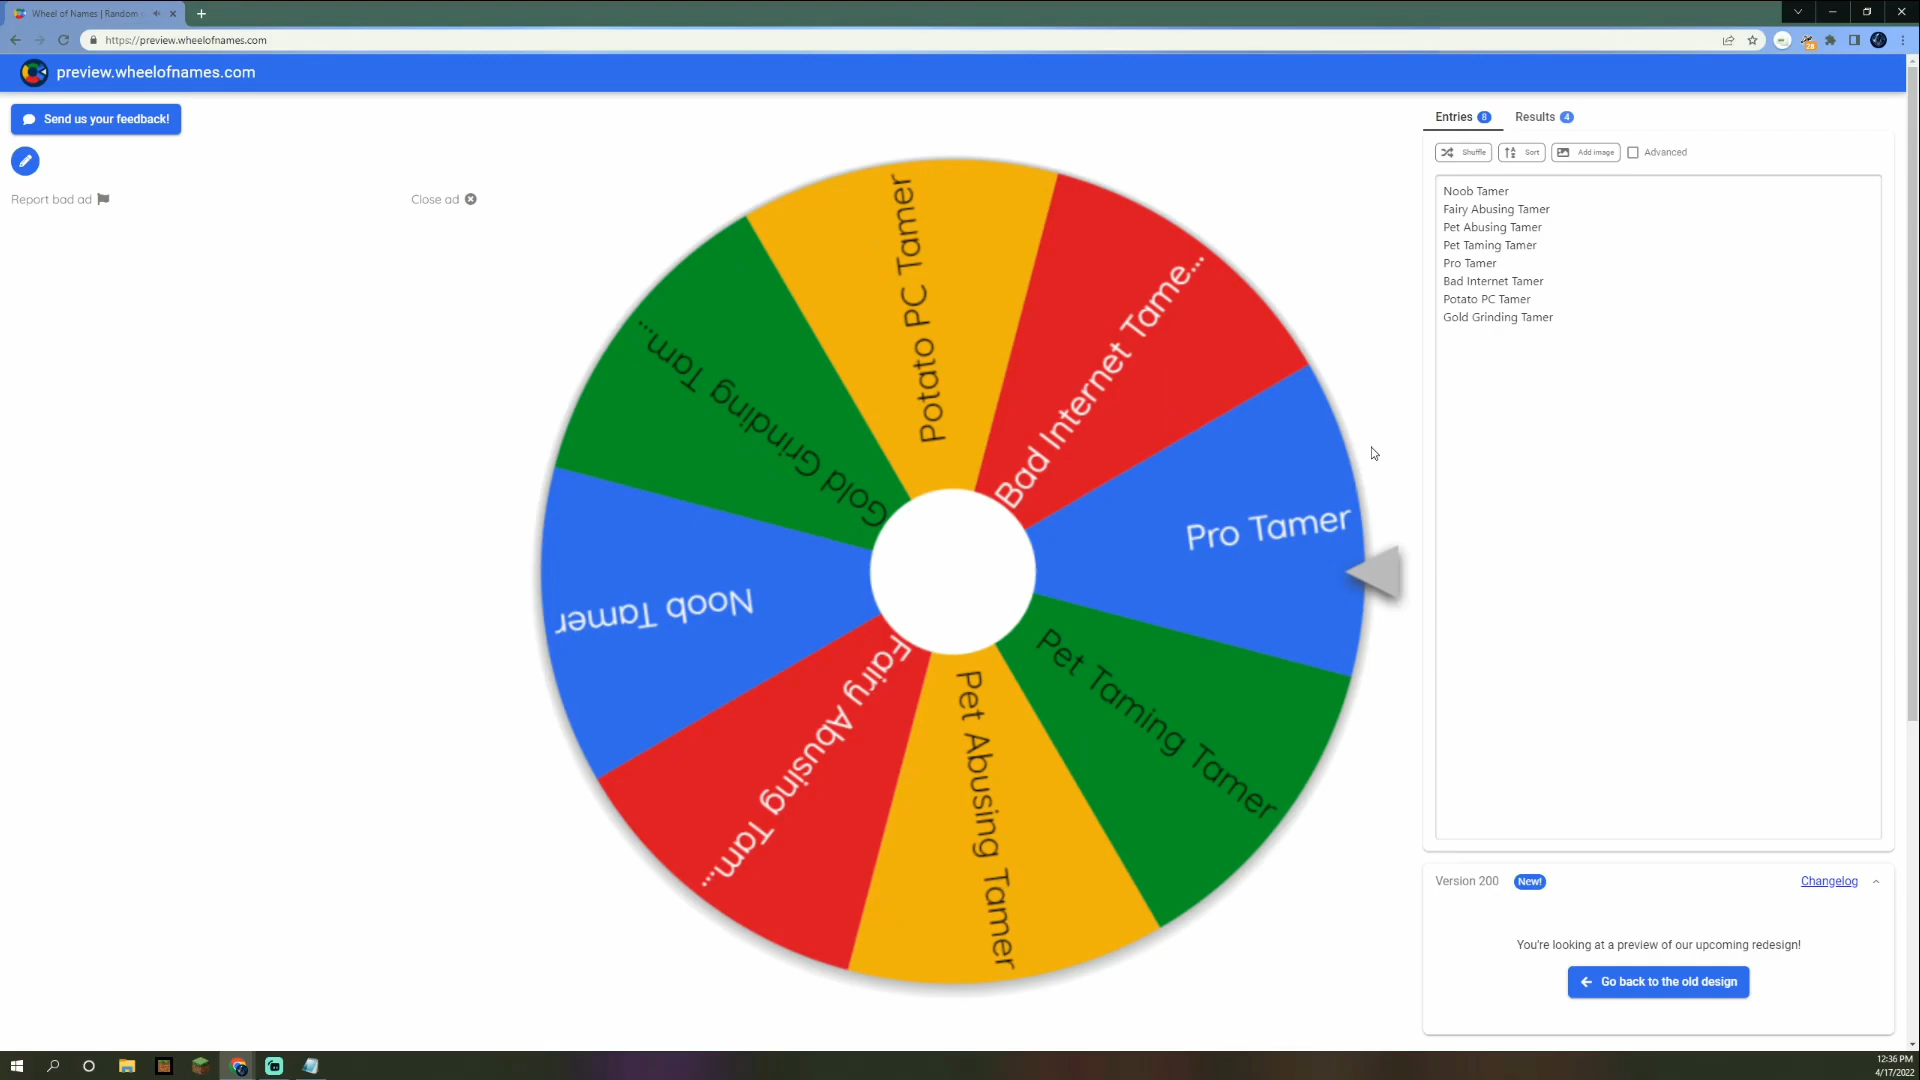 Wheel of Names | Random
https://preview.wheelofnames.com
28
preview.wheelofnames.com
Send us your feedback!
Report bad ad
Close ad
Potato PC Tamer
Bad Internet Tame...
Pro Tamer
Pet Taming Tamer
Pet Abusing Tamer
Fairy Abusing Tam...
Noob Tamer
Gold Grinding Tam...
Entries 8
Results 4
Shuffle
Sort
Add image
Advanced
Noob Tamer
Fairy Abusing Tamer
Pet Abusing Tamer
Pet Taming Tamer
Pro Tamer
Bad Internet Tamer
Potato PC Tamer
Gold Grinding Tamer
Version 200 New!
Changelog
You're looking at a preview of our upcoming redesign!
Go back to the old design
12:36 PM
4/17/2022